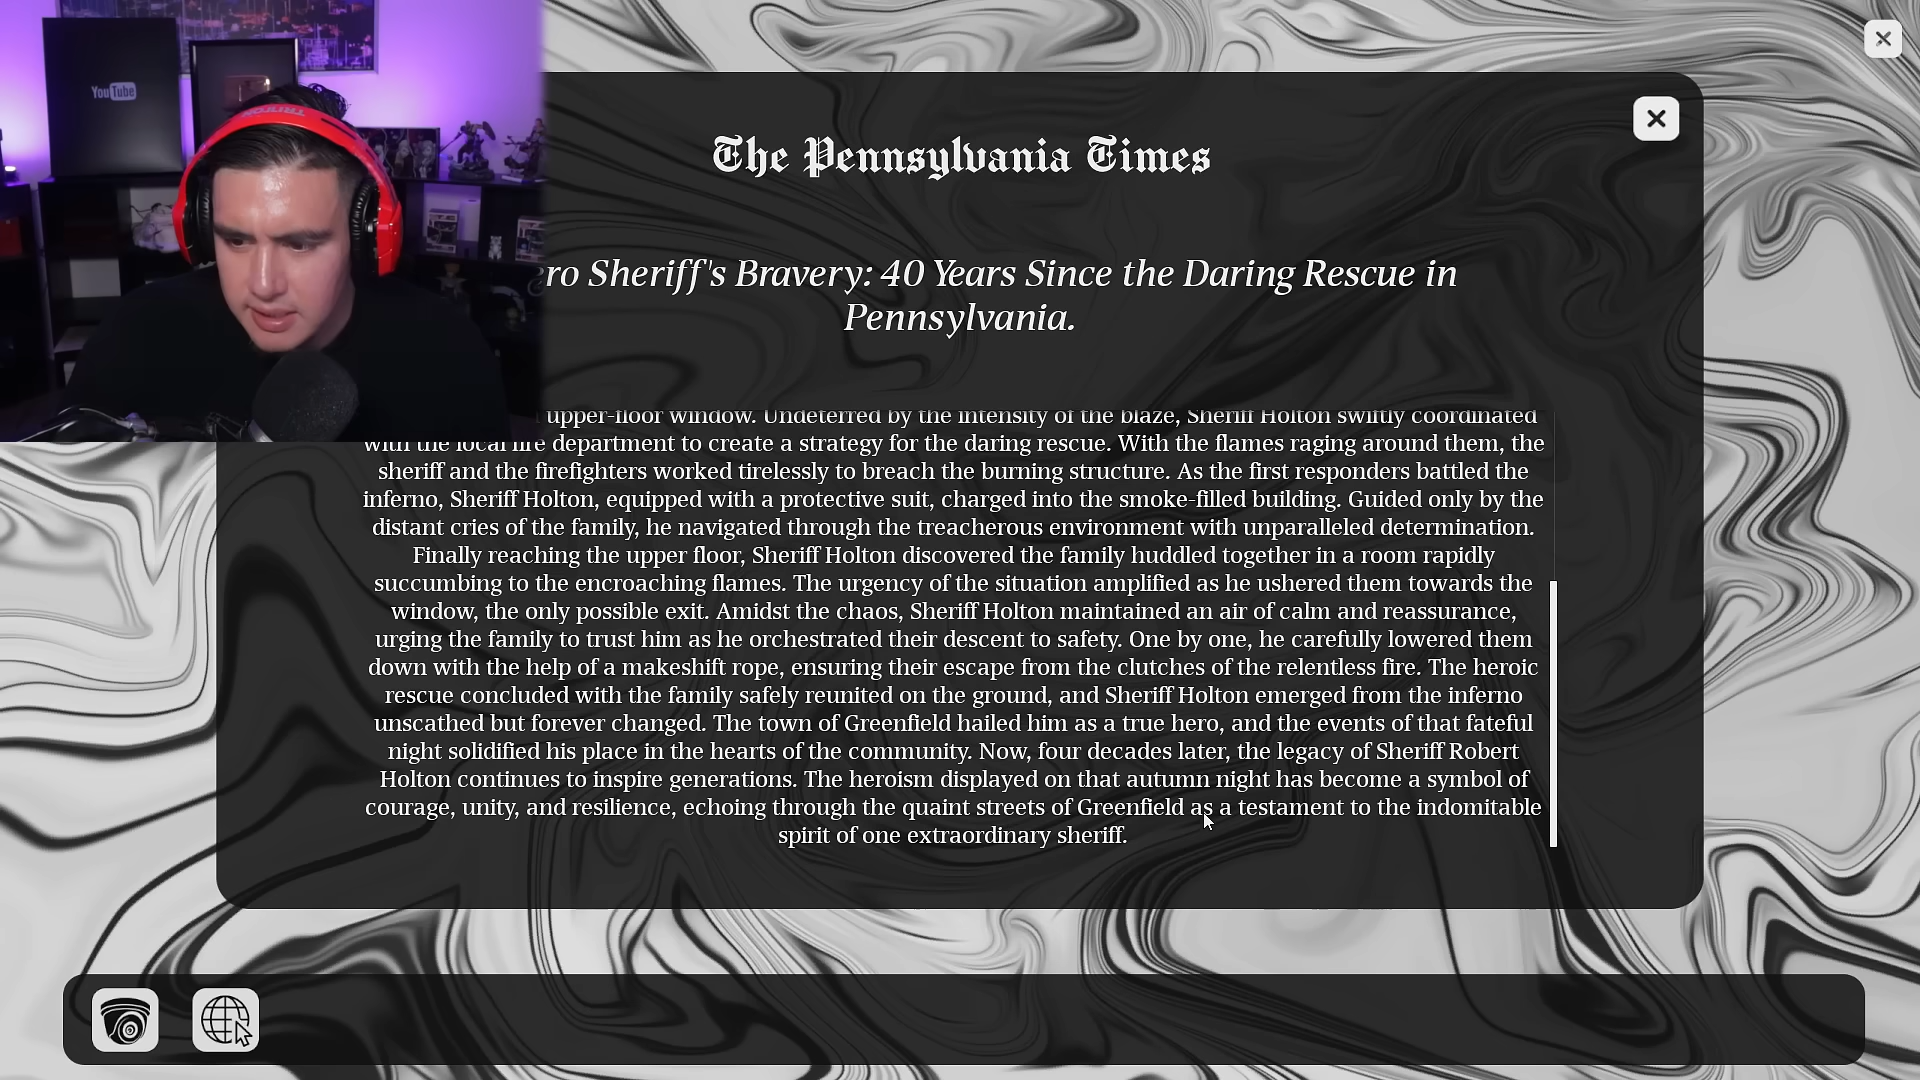 YouTube
TRITTON
The Pennsylvania Times
ro Sheriff's Bravery: 40 Years Since the Daring Rescue in
Pennsylvania.
upper-floor window. Undeterred by the intensity of the blaze, Sheriff Holton swiftly coordinated
with the local fire department to create a strategy for the daring rescue. With the flames raging around them, the
sheriff and the firefighters worked tirelessly to breach the burning structure. As the first responders battled the
inferno, Sheriff Holton, equipped with a protective suit, charged into the smoke-filled building. Guided only by the
distant cries of the family, he navigated through the treacherous environment with unparalleled determination.
Finally reaching the upper floor, Sheriff Holton discovered the family huddled together in a room rapidly
succumbing to the encroaching flames. The urgency of the situation amplified as he ushered them towards the
window, the only possible exit. Amidst the chaos, Sheriff Holton maintained an air of calm and reassurance,
urging the family to trust him as he orchestrated their descent to safety. One by one, he carefully lowered them
down with the help of a makeshift rope, ensuring their escape from the clutches of the relentless fire. The heroic
rescue concluded with the family safely reunited on the ground, and Sheriff Holton emerged from the inferno
unscathed but forever changed. The town of Greenfield hailed him as a true hero, and the events of that fateful
night solidified his place in the hearts of the community. Now, four decades later, the legacy of Sheriff Robert
Holton continues to inspire generations. The heroism displayed on that autumn night has become a symbol of
courage, unity, and resilience, echoing through the quaint streets of Greenfield as a testament to the indomitable
spirit of one extraordinary sheriff.